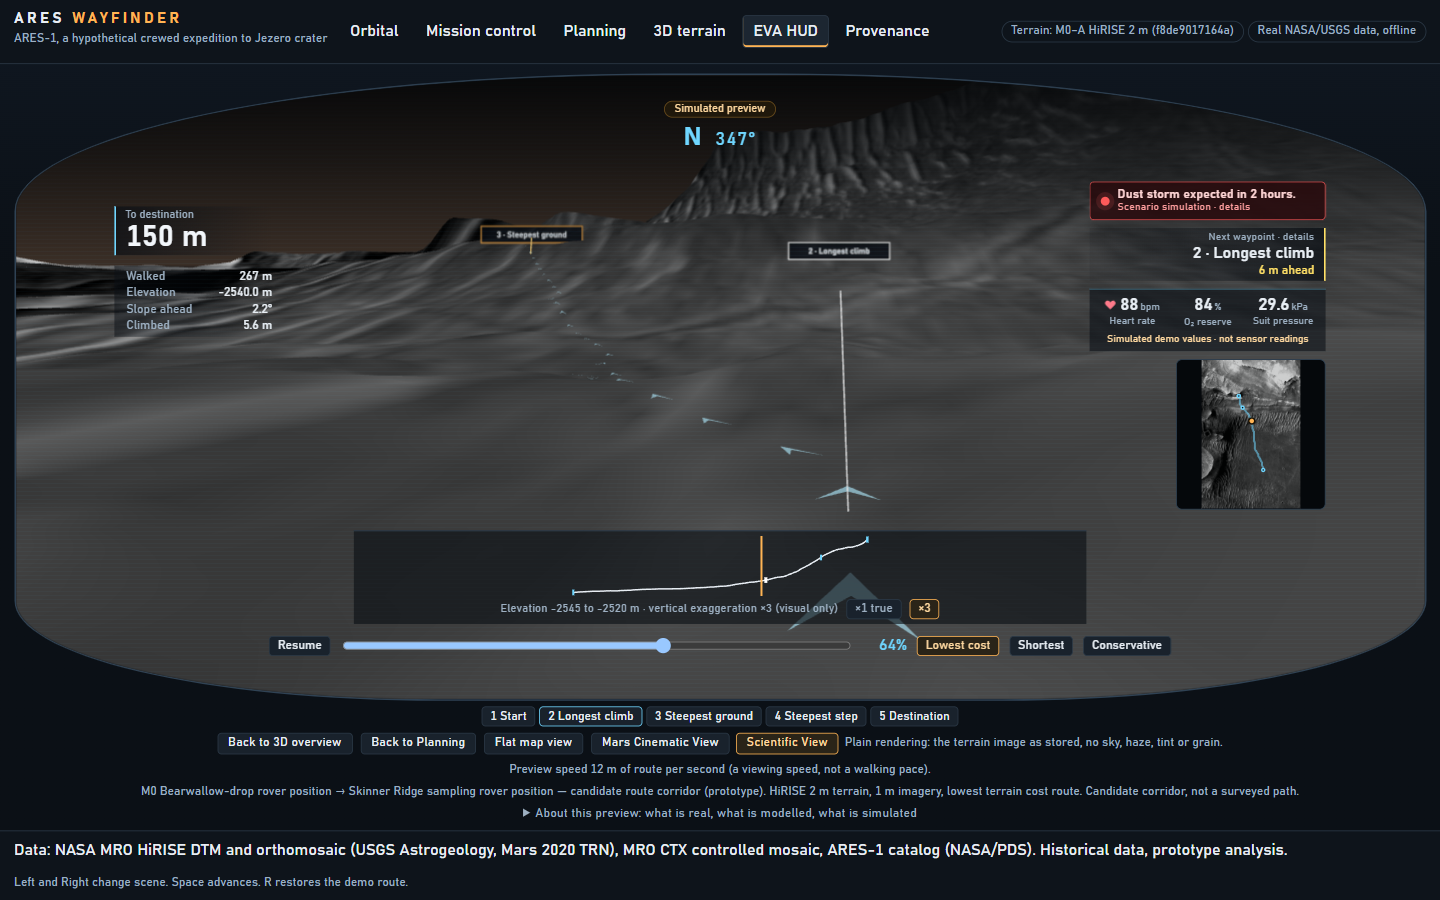 ARES WAYFINDER
ARES-1, a hypothetical crewed expedition to Jezero crater
Orbital
Mission control
Planning
3D terrain
EVA HUD
Provenance
Terrain: M0-A HiRISE 2 m (f8de9017164a)
Real NASA/USGS data, offline
Simulated preview
N 347°
To destination
150 m
Walked 267 m
Elevation -2540.0 m
Slope ahead 2.2°
Climbed 5.6 m
3 · Steepest ground
2 · Longest climb
Dust storm expected in 2 hours.
Scenario simulation · details
Next waypoint · details
2 · Longest climb
6 m ahead
88 bpm 84 % 29.6 kPa
Heart rate O₂ reserve Suit pressure
Simulated demo values · not sensor readings
Elevation -2545 to -2520 m · vertical exaggeration ×3 (visual only) ×1 true ×3
Resume 64% Lowest cost Shortest Conservative
1 Start 2 Longest climb 3 Steepest ground 4 Steepest step 5 Destination
Back to 3D overview Back to Planning Flat map view Mars Cinematic View Scientific View Plain rendering: the terrain image as stored, no sky, haze, tint or grain.
Preview speed 12 m of route per second (a viewing speed, not a walking pace).
M0 Bearwallow-drop rover position → Skinner Ridge sampling rover position — candidate route corridor (prototype). HiRISE 2 m terrain, 1 m imagery, lowest terrain cost route. Candidate corridor, not a surveyed path.
▶ About this preview: what is real, what is modelled, what is simulated
Data: NASA MRO HiRISE DTM and orthomosaic (USGS Astrogeology, Mars 2020 TRN), MRO CTX controlled mosaic, ARES-1 catalog (NASA/PDS). Historical data, prototype analysis.
Left and Right change scene. Space advances. R restores the demo route.